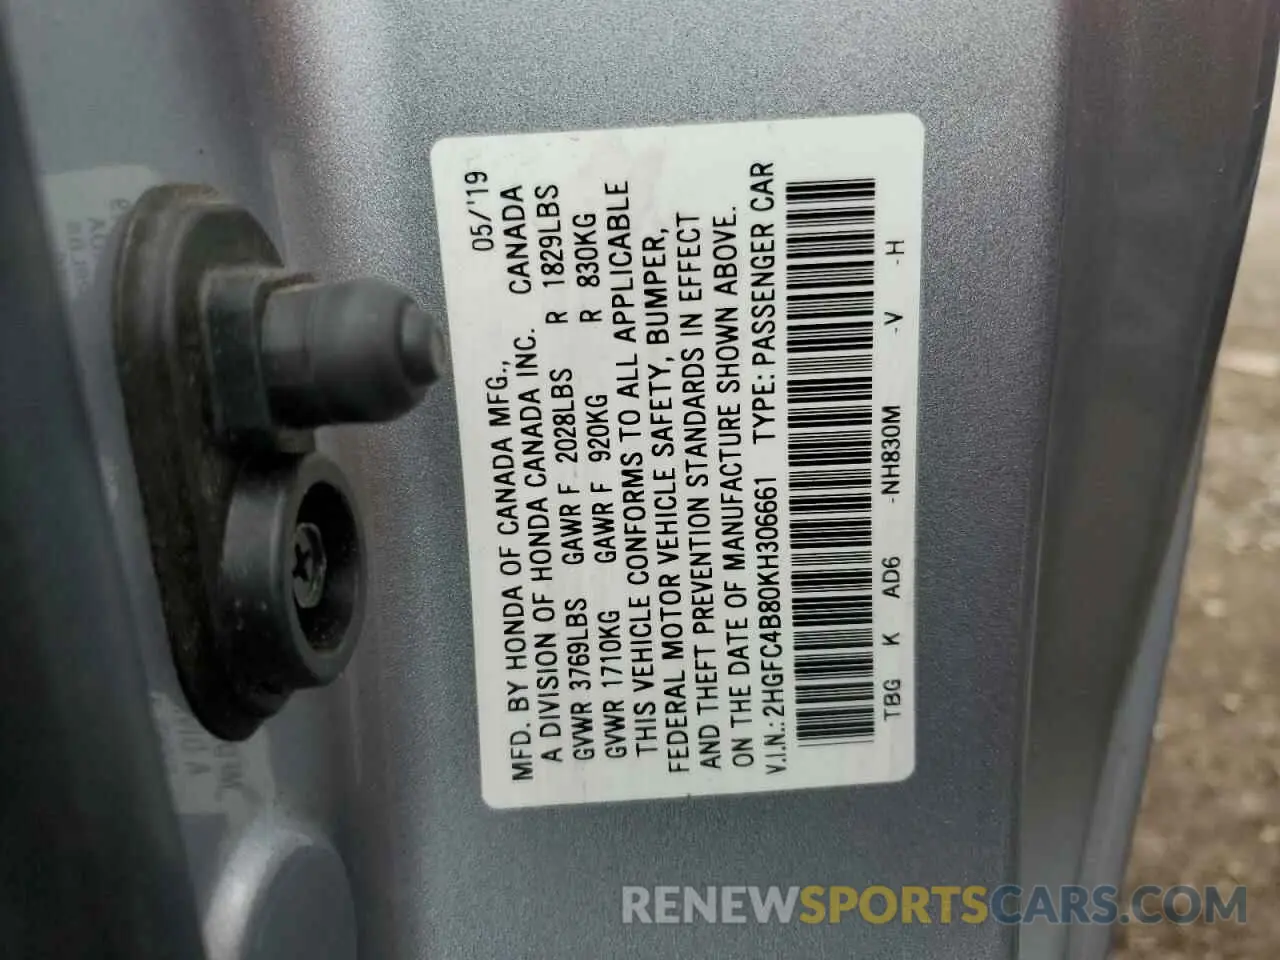 05/'19
MFD. BY HONDA OF CANADA MFG., CANADA
A DIVISION OF HONDA CANADA INC.
GVWR 3769LBS GAWR F 2028LBS R 1829LBS
GVWR 1710KG GAWR F 920KG R 830KG
THIS VEHICLE CONFORMS TO ALL APPLICABLE
FEDERAL MOTOR VEHICLE SAFETY, BUMPER,
AND THEFT PREVENTION STANDARDS IN EFFECT
ON THE DATE OF MANUFACTURE SHOWN ABOVE.
V.I.N.: 2HGFC4B80KH306661 TYPE: PASSENGER CAR
TBG K AD6 -NH830M -V -H
RENEWSPORTSCARS.COM